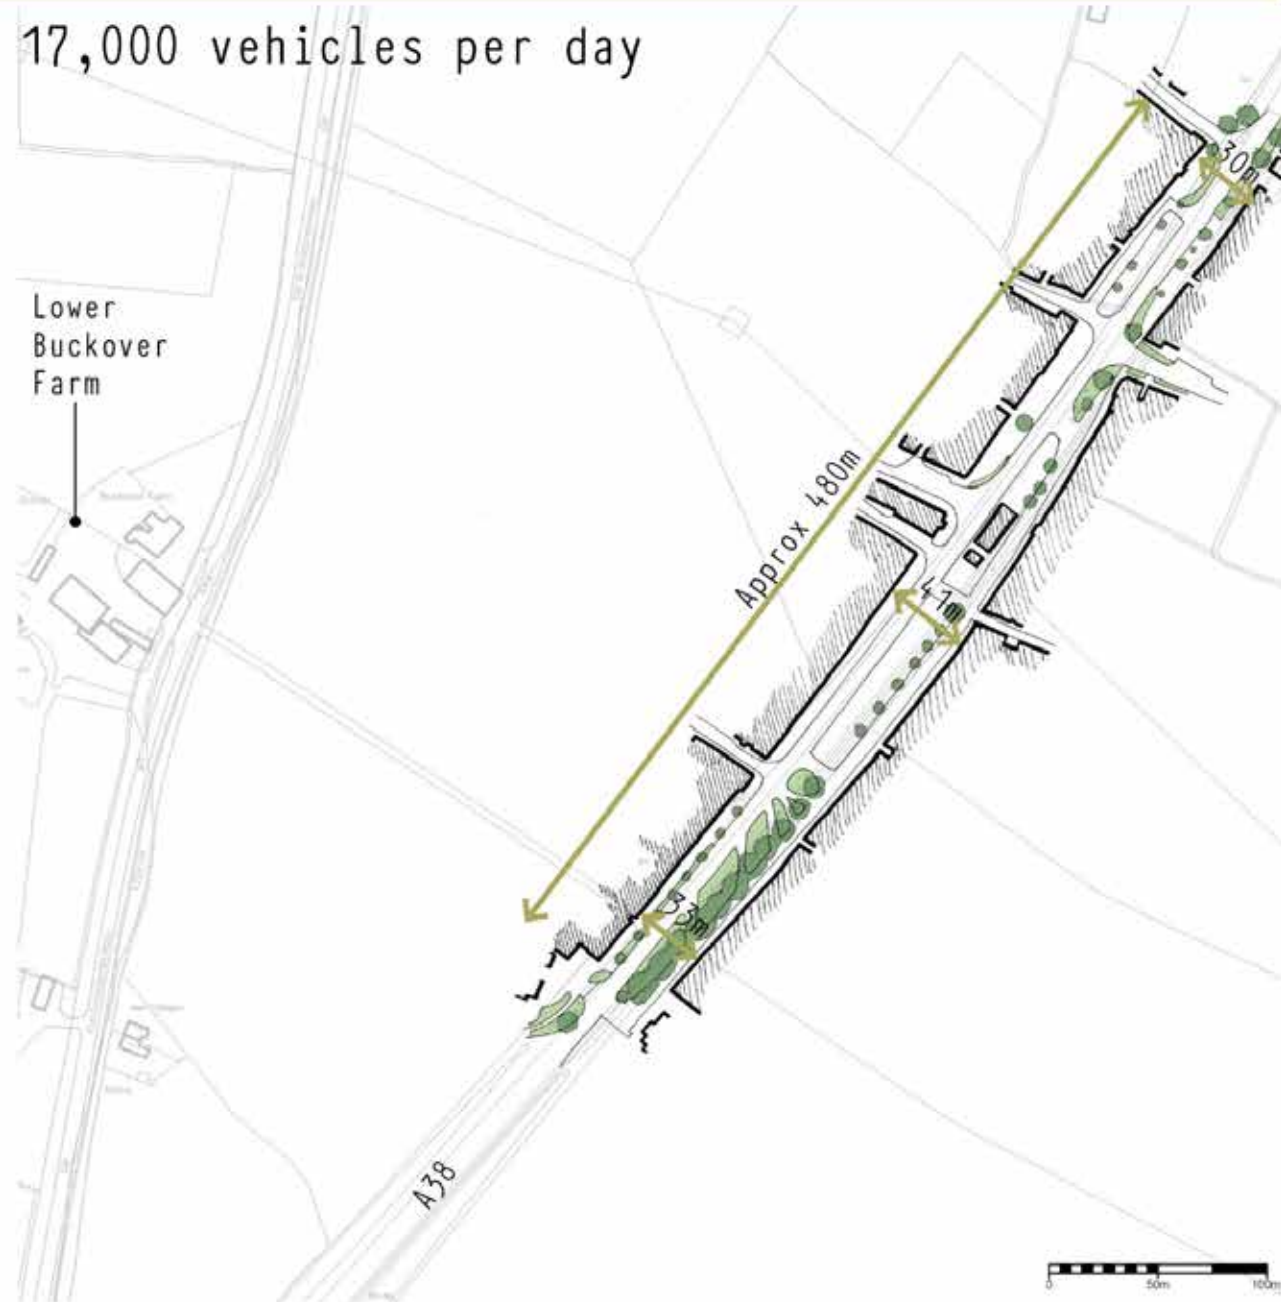 17,000 vehicles per day
30m
Lower
Buckover
Farm
Approx 480m
41m
33m
A38
0 50m 100m